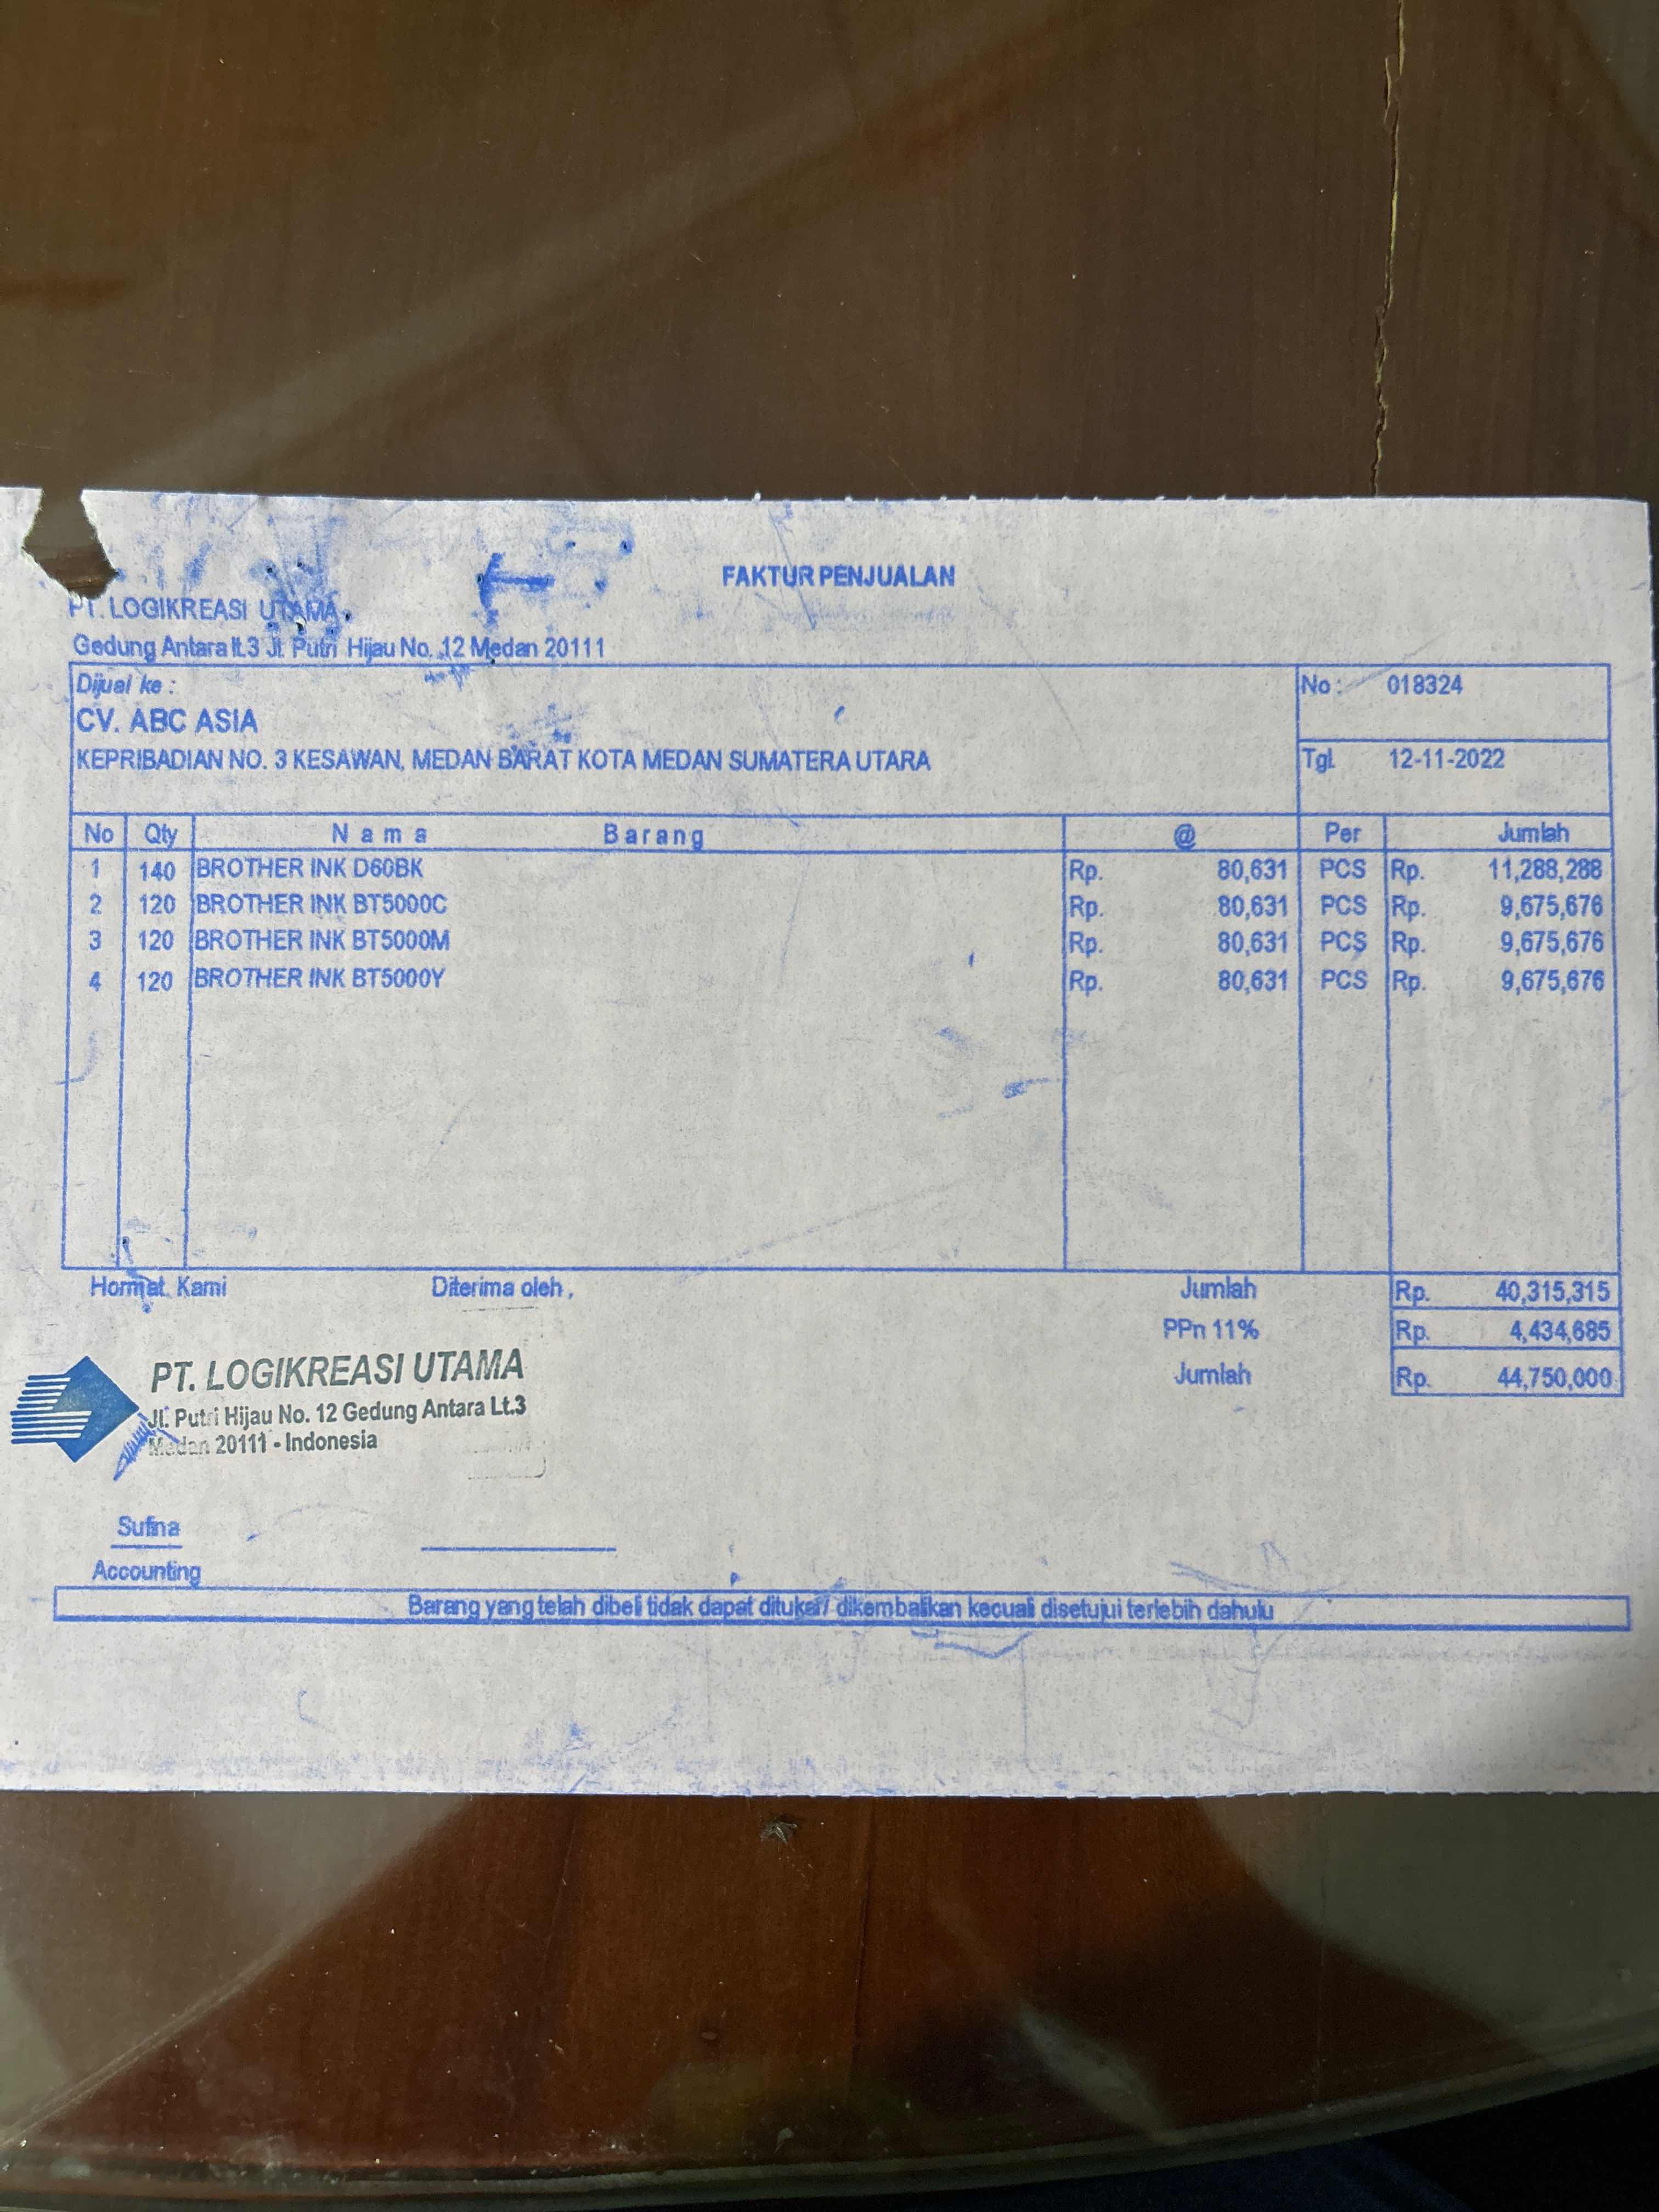 FAKTUR PENJUALAN
PT. LOGIKREASI UTAMA
Gedung Antara lt.3 Jl. Putri Hijau No. 12 Medan 20111
Dijual ke :
No : 018324
CV. ABC ASIA
KEPRIBADIAN NO. 3 KESAWAN, MEDAN BARAT KOTA MEDAN SUMATERA UTARA
Tgl. 12-11-2022
No Qty Nama Barang @ Per Jumlah
1 140 BROTHER INK D60BK Rp. 80,631 PCS Rp. 11,288,288
2 120 BROTHER INK BT5000C Rp. 80,631 PCS Rp. 9,675,676
3 120 BROTHER INK BT5000M Rp. 80,631 PCS Rp. 9,675,676
4 120 BROTHER INK BT5000Y Rp. 80,631 PCS Rp. 9,675,676
Hormat Kami Diterima oleh , Jumlah Rp. 40,315,315
PPn 11% Rp. 4,434,685
Jumlah Rp. 44,750,000
PT. LOGIKREASI UTAMA
Jl. Putri Hijau No. 12 Gedung Antara Lt.3
Medan 20111 - Indonesia
Sufina
Accounting
Barang yang telah dibeli tidak dapat ditukar/ dikembalikan kecuali disetujui terlebih dahulu